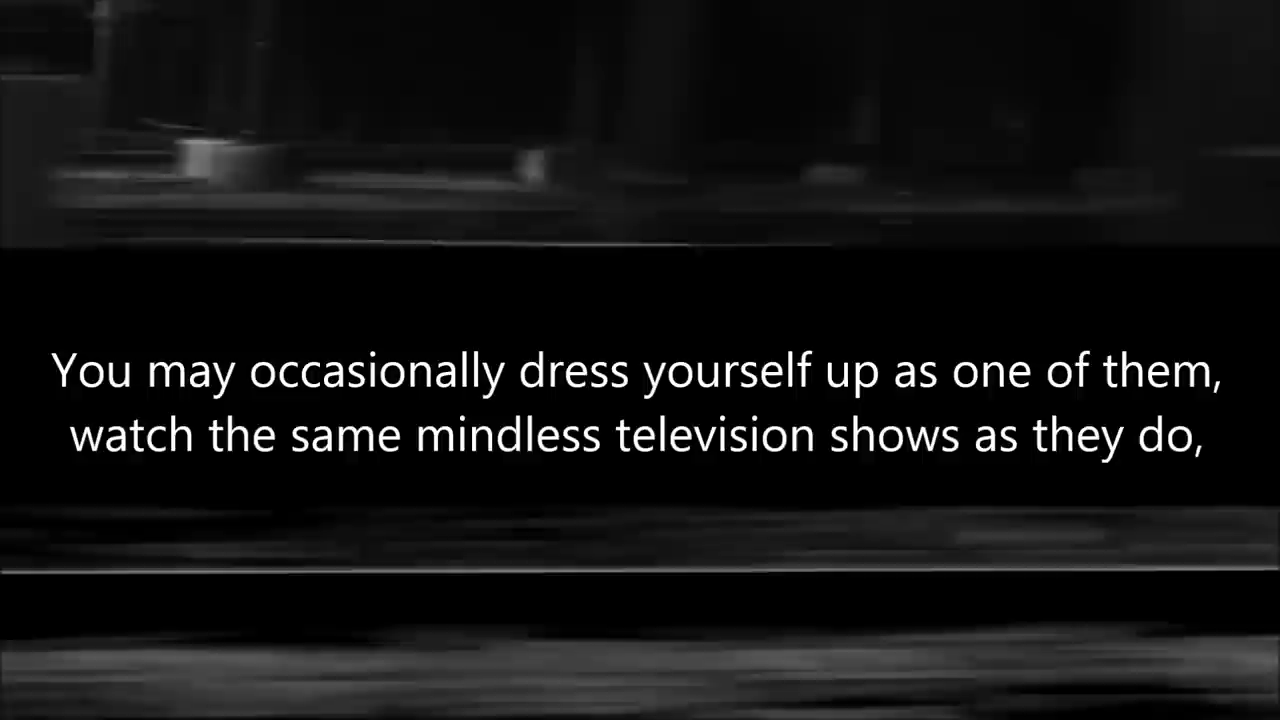 You may occasionally dress yourself up as one of them,
watch the same mindless television shows as they do,